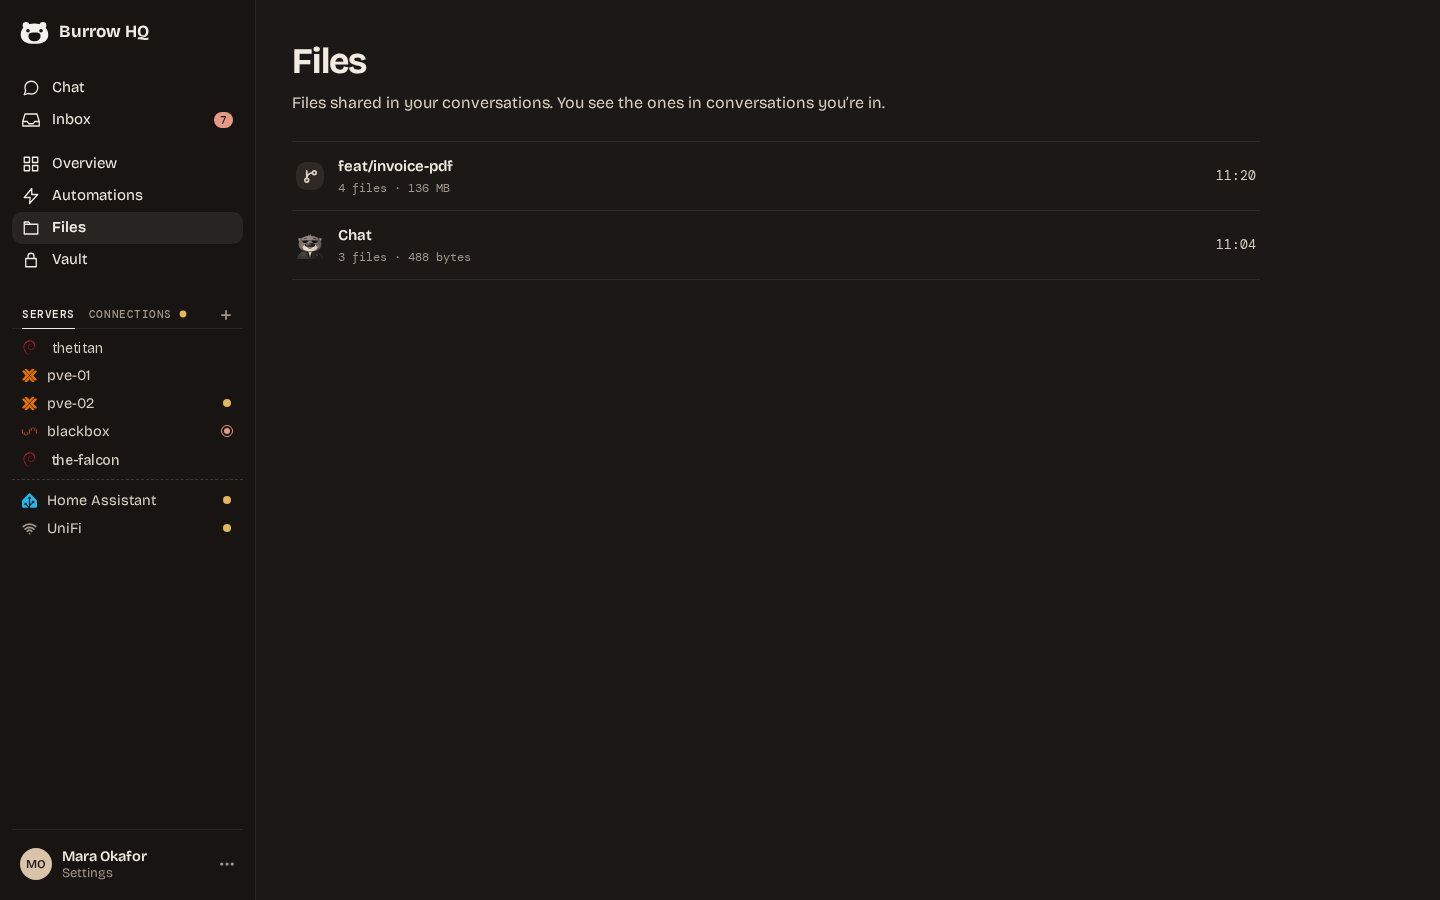 Burrow HQ
Chat
Inbox
7
Overview
Automations
Files
Vault
SERVERS
CONNECTIONS
+
thetitan
pve-01
pve-02
blackbox
the-falcon
Home Assistant
UniFi
MO
Mara Okafor
Settings
Files
Files shared in your conversations. You see the ones in conversations you're in.
feat/invoice-pdf
4 files · 136 MB
11:20
Chat
3 files · 488 bytes
11:04